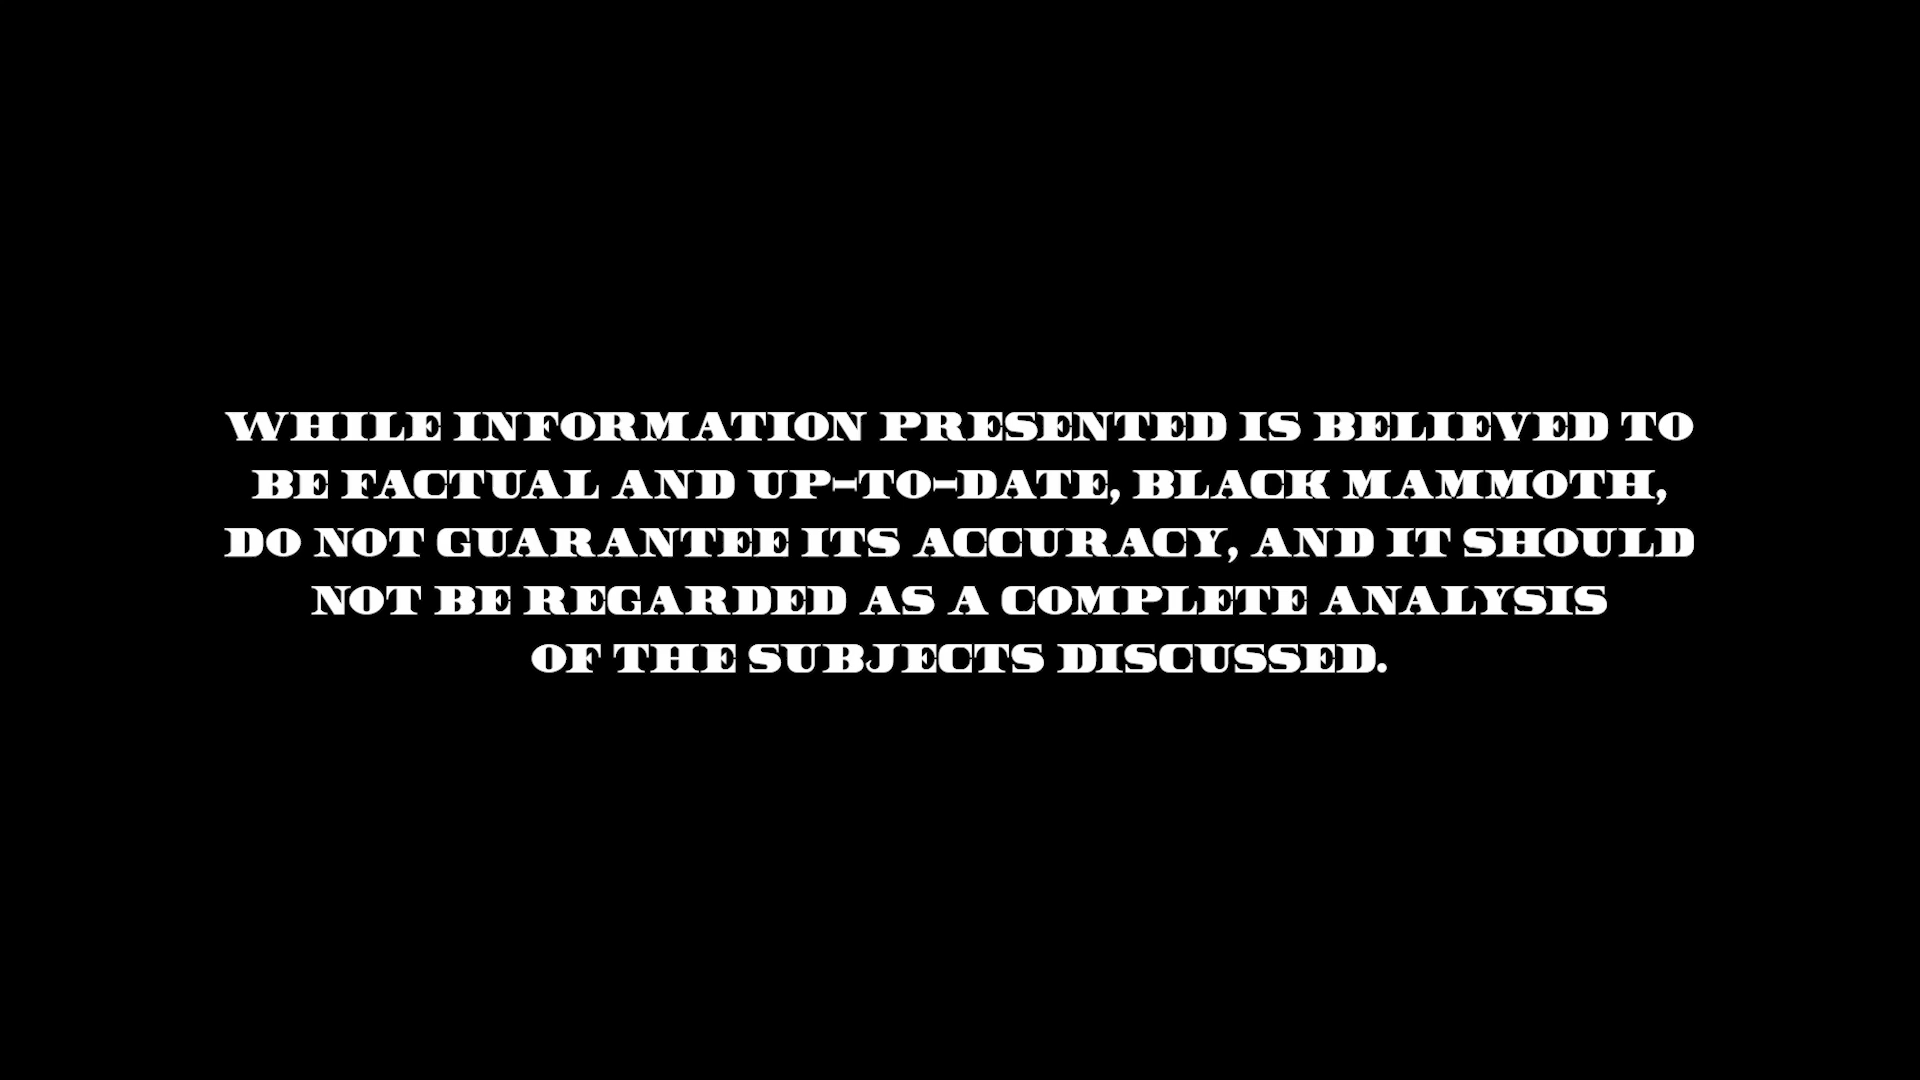 WHILE INFORMATION PRESENTED IS BELIEVED TO
BE FACTUAL AND UP-TO-DATE, BLACK MAMMOTH,
DO NOT GUARANTEE ITS ACCURACY, AND IT SHOULD
NOT BE REGARDED AS A COMPLETE ANALYSIS
OF THE SUBJECTS DISCUSSED.